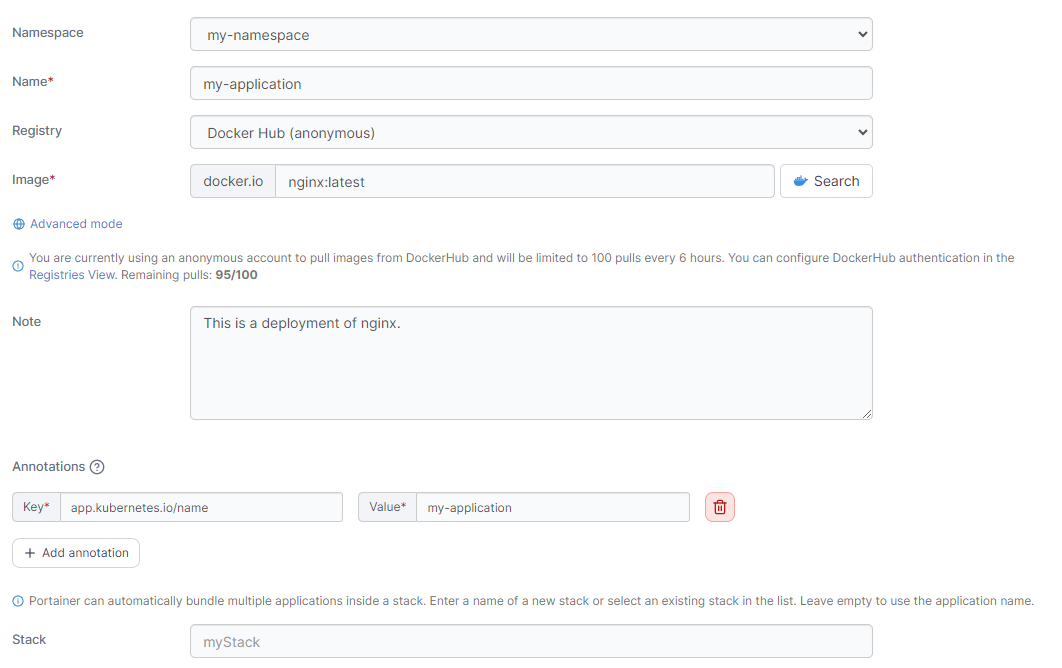 Namespace
my-namespace
Name*
my-application
Registry
Docker Hub (anonymous)
Image*
docker.io
nginx:latest
Search
Advanced mode
You are currently using an anonymous account to pull images from DockerHub and will be limited to 100 pulls every 6 hours. You can configure DockerHub authentication in the
Registries View. Remaining pulls: 95/100
Note
This is a deployment of nginx.
Annotations
Key*
app.kubernetes.io/name
Value*
my-application
Add annotation
Portainer can automatically bundle multiple applications inside a stack. Enter a name of a new stack or select an existing stack in the list. Leave empty to use the application name.
Stack
myStack